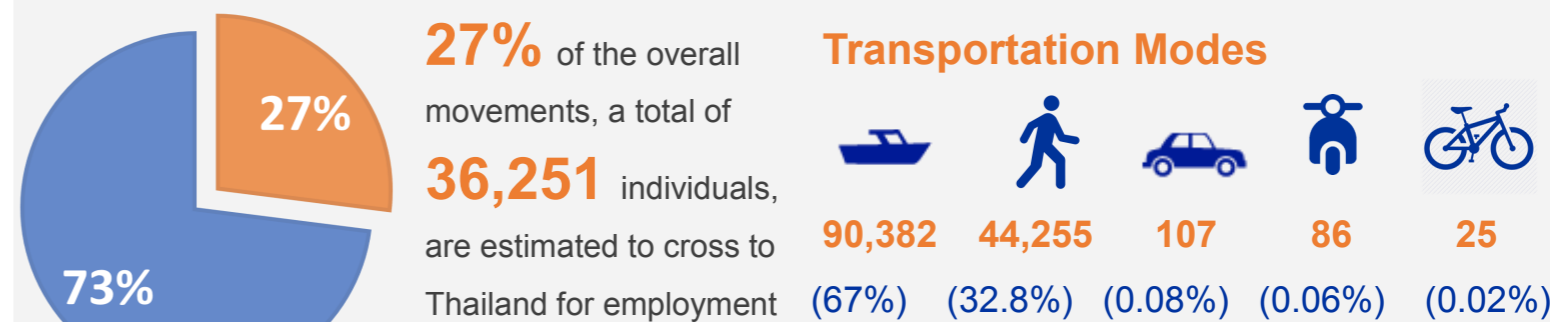 27%
73%
27% of the overall
movements, a total of
36,251 individuals,
are estimated to cross to
Thailand for employment
Transportation Modes
90,382 44,255 107 86 25
(67%) (32.8%) (0.08%) (0.06%) (0.02%)